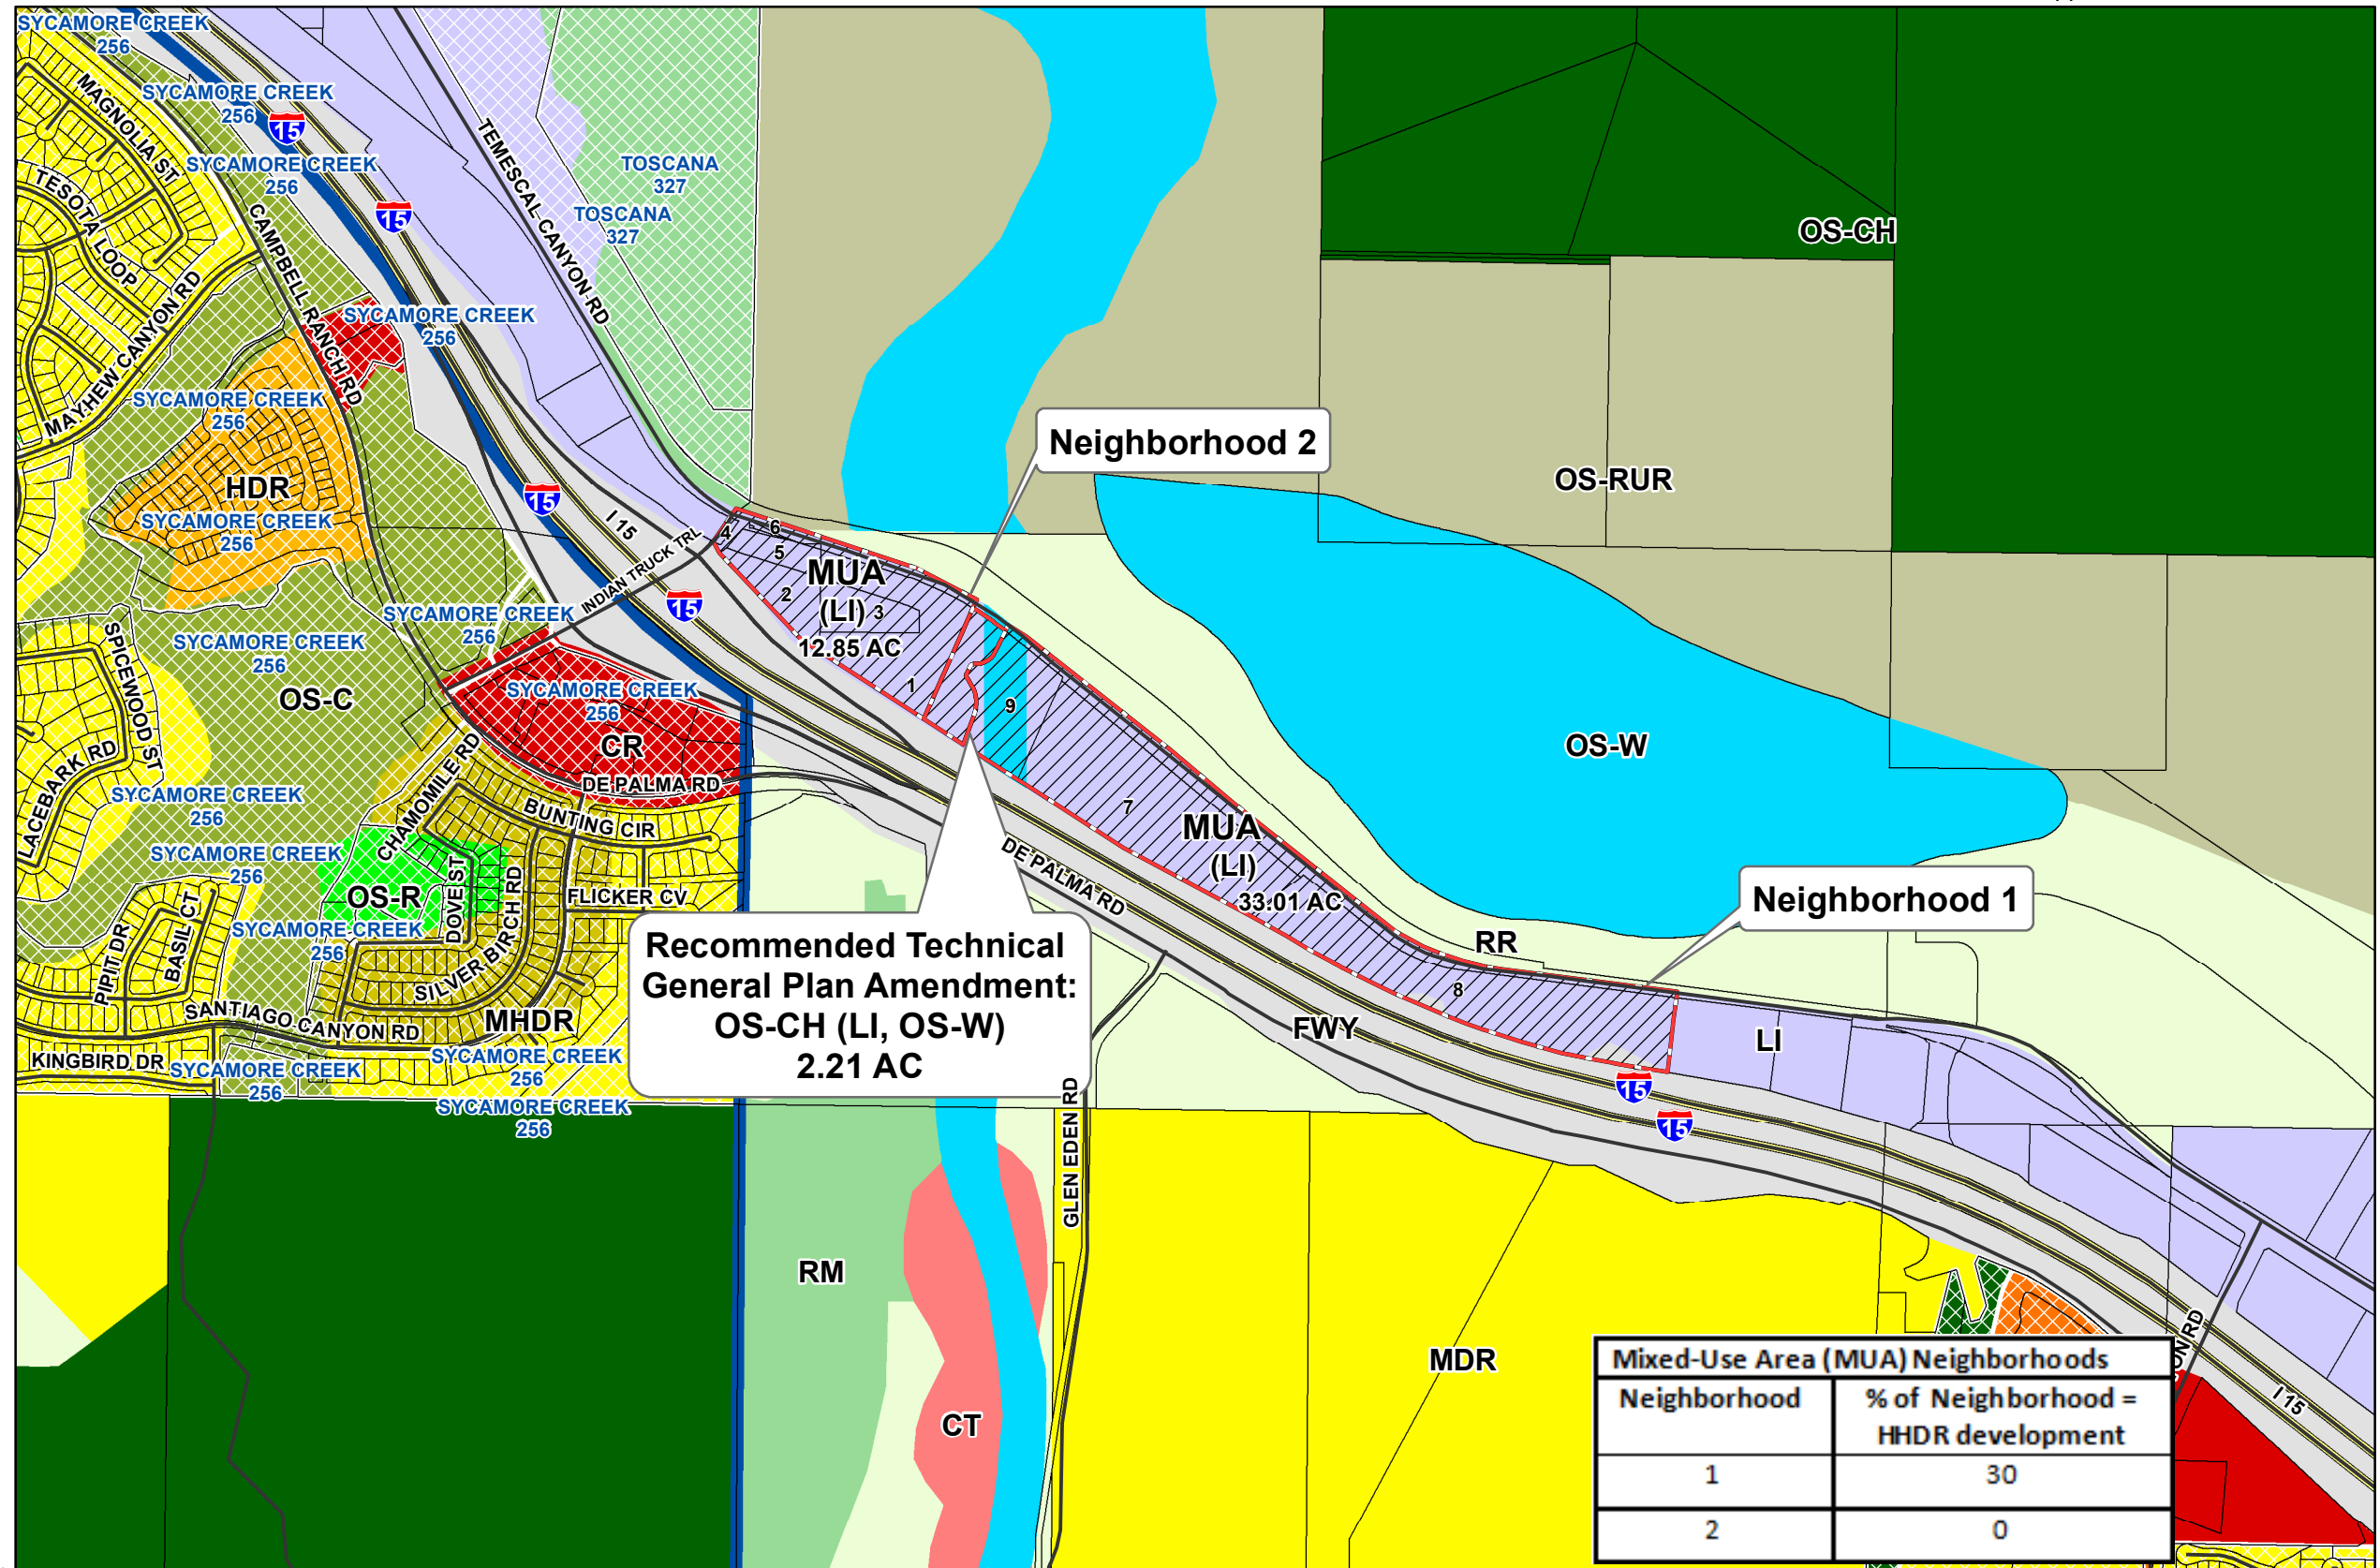 SYCAMORE CREEK
256
MAGNOLIA ST
SYCAMORE CREEK
256
15
SYCAMORE CREEK
256
TESOTA LOOP
15
TEMESCAL CANYON RD
TOSCANA
327
TOSCANA
327
OS-CH
CAMPBELL RANCH RD
MAYHEW CANYON RD
SYCAMORE CREEK
256
SYCAMORE CREEK
256
HDR
SYCAMORE CREEK
256
15
I 15
INDIAN TRUCK TRL
Neighborhood 2
OS-RUR
4
6
5
MUA
(LI)
2
3
12.85 AC
1
9
15
SYCAMORE CREEK
256
SYCAMORE CREEK
256
SPICEWOOD ST
OS-C
SYCAMORE CREEK
256
CR
OS-W
LACEBARK RD
CHAMOMILE RD
DE PALMA RD
BUNTING CIR
SYCAMORE CREEK
256
SYCAMORE CREEK
256
7
MUA
(LI)
33.01 AC
DE PALMA RD
OS-R
DOVE ST
SILVER BIRCH RD
FLICKER CV
SYCAMORE CREEK
256
PIPIT DR
BASIL CT
Neighborhood 1
RR
8
FWY
LI
Recommended Technical
General Plan Amendment:
OS-CH (LI, OS-W)
2.21 AC
SANTIAGO CANYON RD
MHDR
KINGBIRD DR
SYCAMORE CREEK
256
SYCAMORE CREEK
256
SYCAMORE CREEK
256
15
15
GLEN EDEN RD
RM
CT
MDR
ON RD
I 15
Mixed-Use Area (MUA) Neighborhoods
Neighborhood
% of Neighborhood =
HHDR development
1
30
2
0